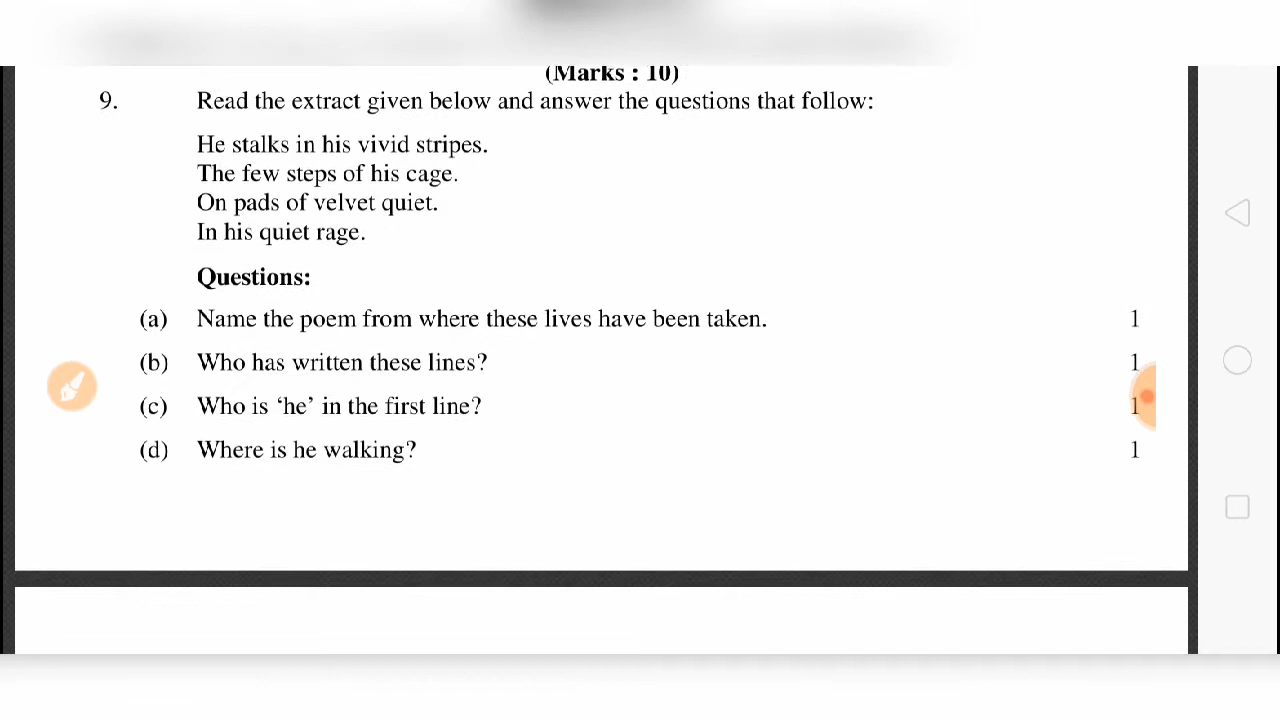 (Marks : 10)
9. Read the extract given below and answer the questions that follow:
He stalks in his vivid stripes.
The few steps of his cage.
On pads of velvet quiet.
In his quiet rage.
Questions:
(a) Name the poem from where these lives have been taken. 1
(b) Who has written these lines? 1
(c) Who is ‘he’ in the first line? 1
(d) Where is he walking? 1